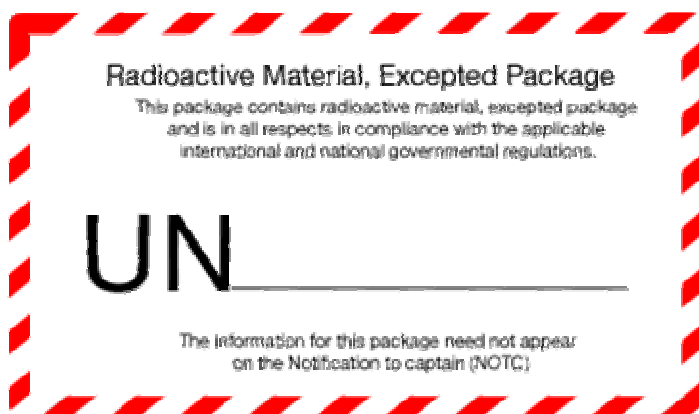 Radioactive Material, Excepted Package
This package contains radioactive material, excepted package
and is in all respects in compliance with the applicable
international and national governmental regulations.
UN
The information for this package need not appear
on the Notification to captain (NOTC)